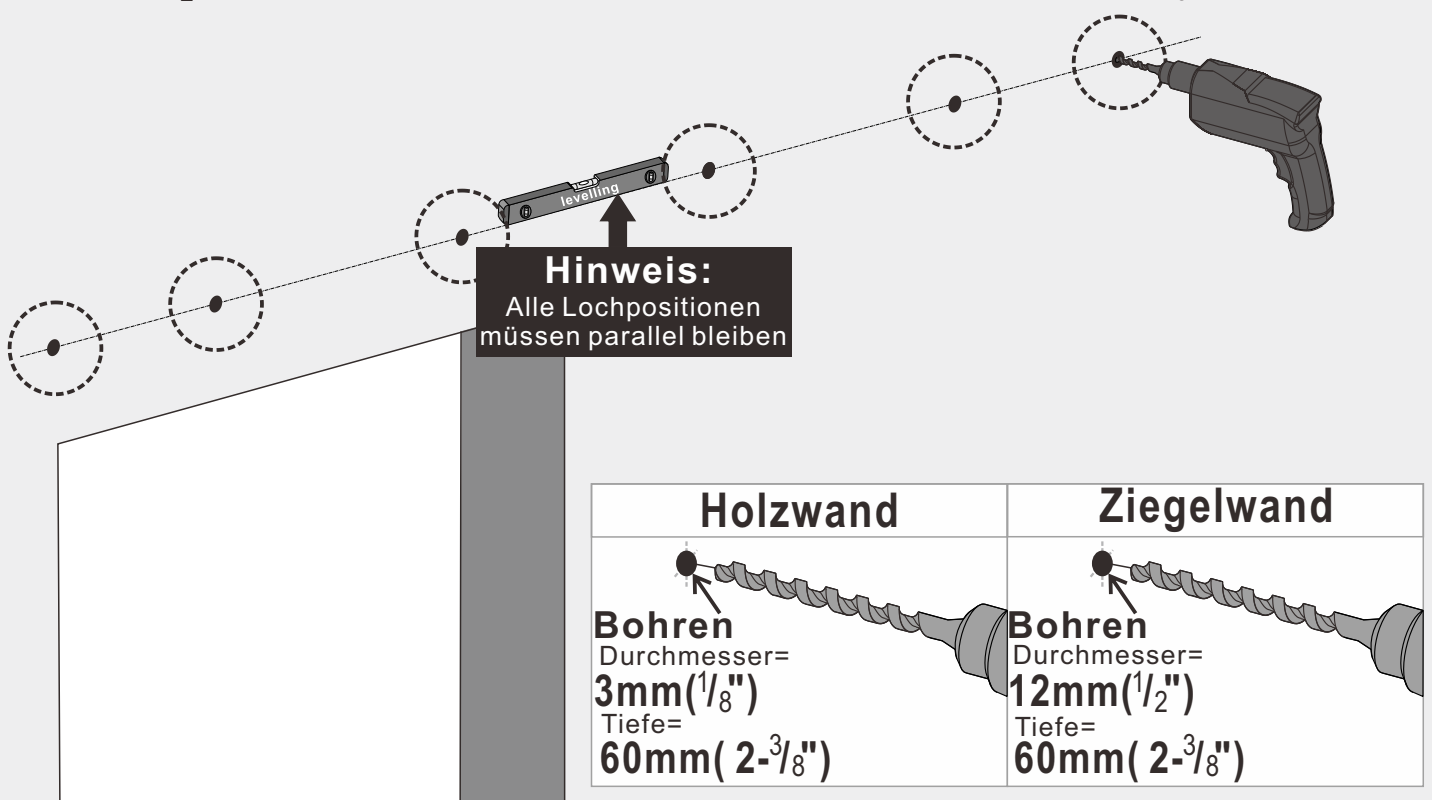 levelling
Hinweis:
Alle Lochpositionen
müssen parallel bleiben
Holzwand
Bohren
Durchmesser=
3mm(1/8")
Tiefe=
60mm( 2-3/8")
Ziegelwand
Bohren
Durchmesser=
12mm(1/2")
Tiefe=
60mm( 2-3/8")